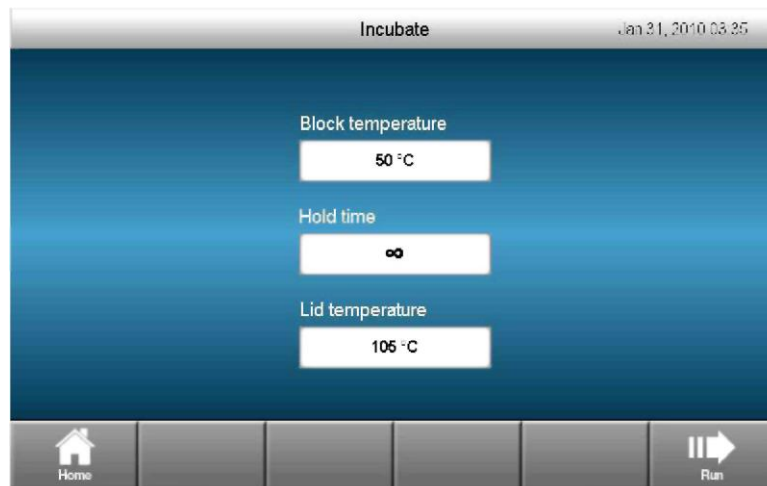 Incubate
Jan 31, 2010 03:35
Block temperature
50 °C
Hold time
∞
Lid temperature
105 °C
Home
Run